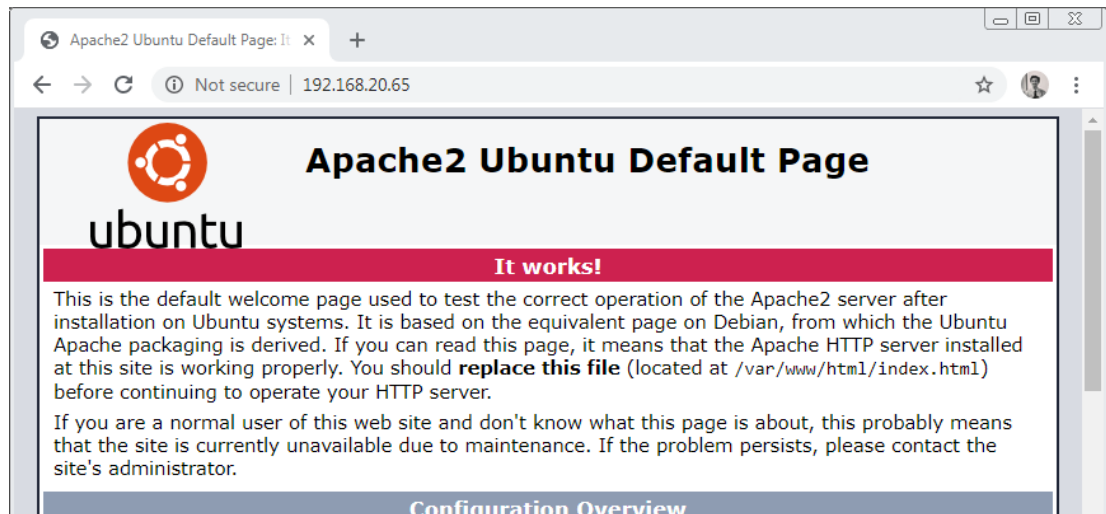 Apache2 Ubuntu Default Page: It
Not secure | 192.168.20.65
Apache2 Ubuntu Default Page
ubuntu
It works!
This is the default welcome page used to test the correct operation of the Apache2 server after
installation on Ubuntu systems. It is based on the equivalent page on Debian, from which the Ubuntu
Apache packaging is derived. If you can read this page, it means that the Apache HTTP server installed
at this site is working properly. You should replace this file (located at /var/www/html/index.html)
before continuing to operate your HTTP server.
If you are a normal user of this web site and don't know what this page is about, this probably means
that the site is currently unavailable due to maintenance. If the problem persists, please contact the
site's administrator.
Configuration Overview